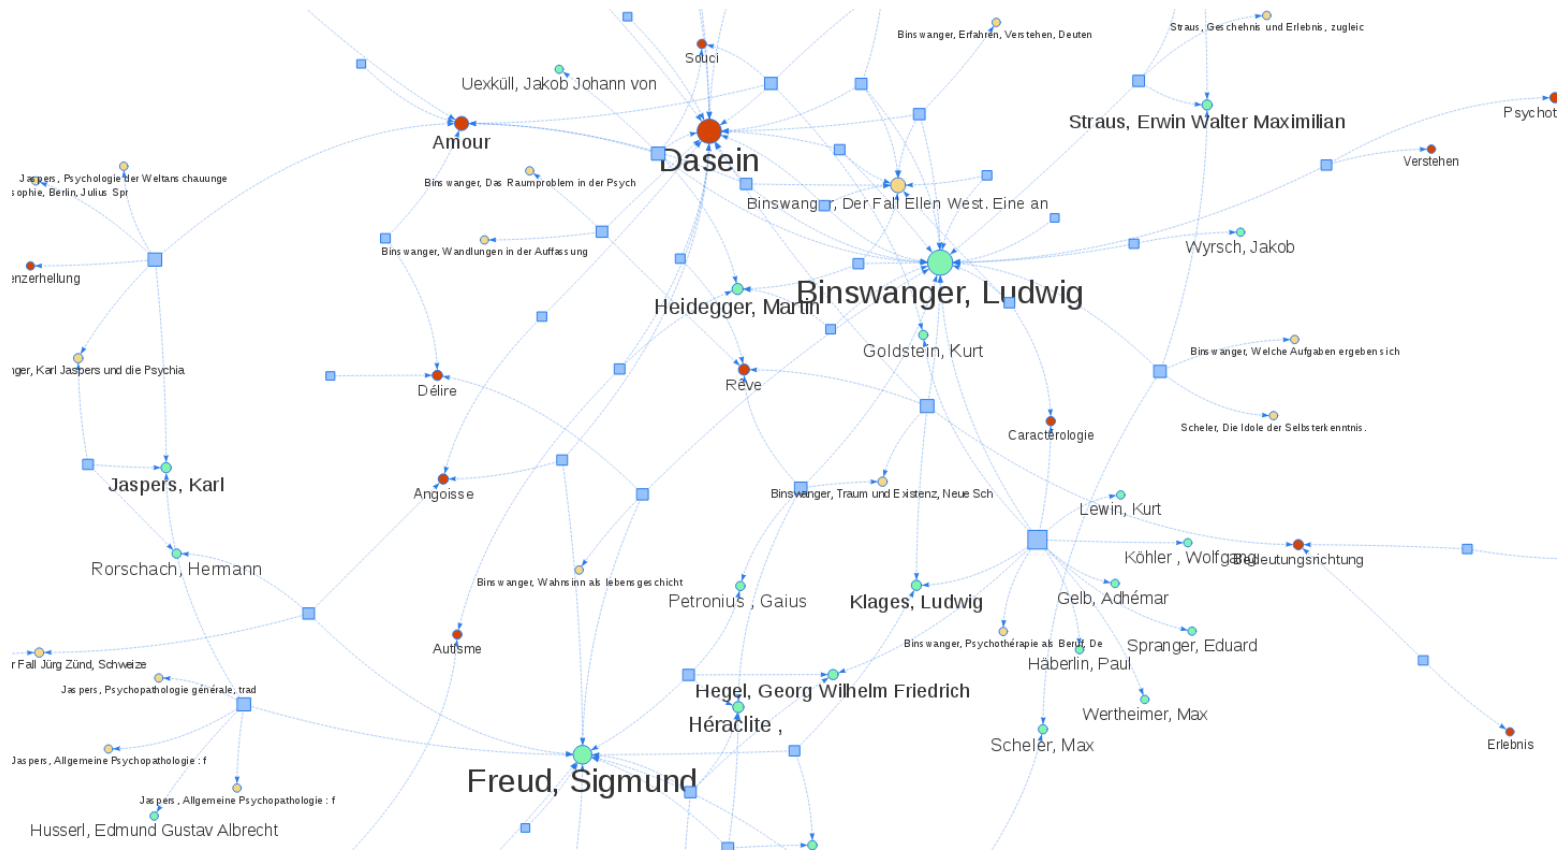 Straus, Geschehnis und Erlebnis, zugleic
Binswanger, Erfahren, Verstehen, Deuten
Souci
Uexküll, Jakob Johann von
Psychot
Straus, Erwin Walter Maximilian
Amour
Dasein
Verstehen
Jaspers, Psychologie der Weltanschauunge
sophie, Berlin, Julius Spr
Binswanger, Das Raumproblem in der Psych
Binswanger, Der Fall Ellen West. Eine an
Wyrsch, Jakob
Binswanger, Wandlungen in der Auffassung
enzerhellung
Binswanger, Ludwig
Heidegger, Martin
Goldstein, Kurt
Binswanger, Welche Aufgaben ergeben sich
nger, Karl Jaspers und die Psychia
Rêve
Délire
Scheler, Die Idole der Selbsterkenntnis.
Caractérologie
Jaspers, Karl
Angoisse
Binswanger, Traum und Existenz, Neue Sch
Lewin, Kurt
Köhler , Wolfgang
Bedeutungsrichtung
Rorschach, Hermann
Binswanger, Wahnsinn als lebensgeschicht
Petronius , Gaius
Klages, Ludwig
Gelb, Adhémar
Binswanger, Psychothérapie als Beruf, De
Spranger, Eduard
Autisme
Häberlin, Paul
r Fall Jürg Zünd, Schweize
Jaspers, Psychopathologie générale, trad
Hegel, Georg Wilhelm Friedrich
Wertheimer, Max
Héraclite ,
Scheler, Max
Erlebnis
Jaspers, Allgemeine Psychopathologie : f
Freud, Sigmund
Jaspers, Allgemeine Psychopathologie : f
Husserl, Edmund Gustav Albrecht